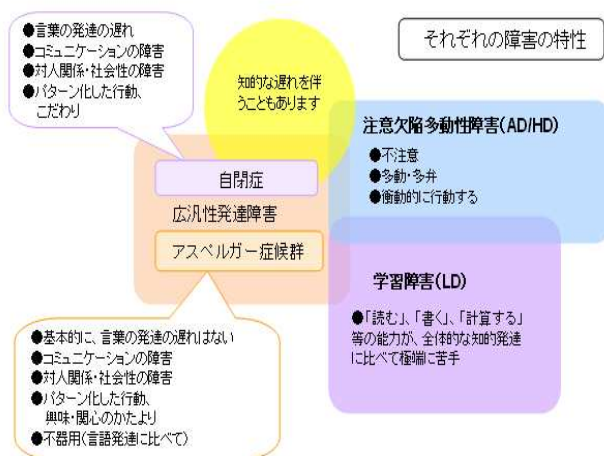 それぞれの障害の特性
●言葉の発達の遅れ
●コミュニケーションの障害
●対人関係・社会性の障害
●パターン化した行動、
こだわり
知的な遅れを伴
うこともあります
注意欠陥多動性障害(AD/HD)
●不注意
●多動・多弁
●衝動的に行動する
自閉症
広汎性発達障害
アスペルガー症候群
学習障害(LD)
●「読む」、「書く」、「計算する」
等の能力が、全体的な知的発達
に比べて極端に苦手
●基本的に、言葉の発達の遅れはない
●コミュニケーションの障害
●対人関係・社会性の障害
●パターン化した行動、
興味・関心のかたより
●不器用(言語発達に比べて)